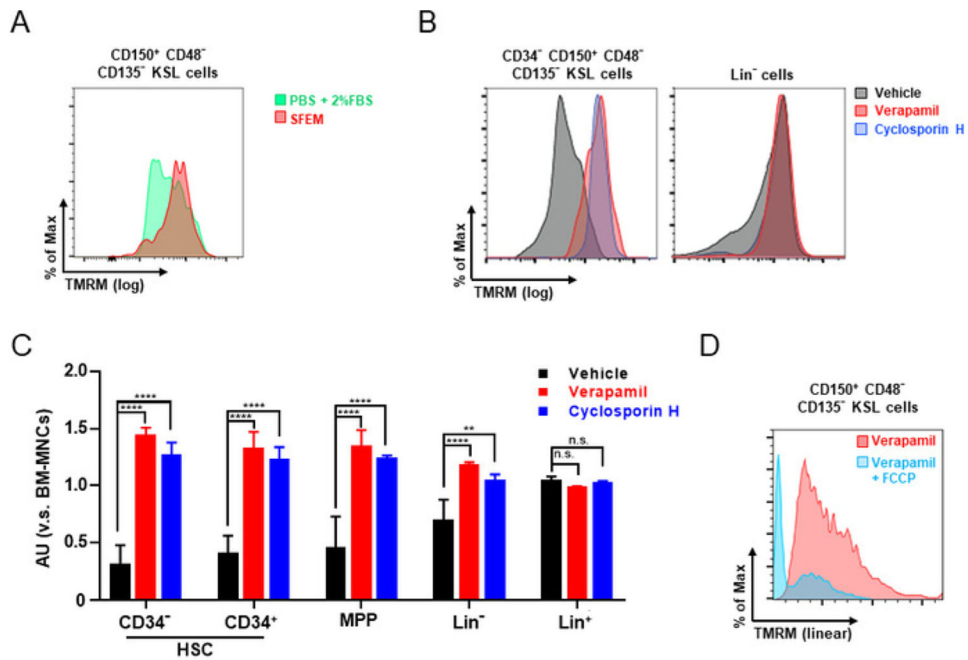 A
CD150⁺ CD48⁻
CD135⁻ KSL cells
PBS + 2%FBS
SFEM
% of Max
TMRM (log)
B
CD34⁻ CD150⁺ CD48⁻
CD135⁻ KSL cells
Lin⁻ cells
Vehicle
Verapamil
Cyclosporin H
% of Max
TMRM (log)
C
Vehicle
Verapamil
Cyclosporin H
AU (v.s. BM-MNCs)
2.0
1.5
1.0
0.5
0
****
****
****
****
****
****
**
****
n.s.
n.s.
CD34⁻
CD34⁺
MPP
Lin⁻
Lin⁺
HSC
D
CD150⁺ CD48⁻
CD135⁻ KSL cells
Verapamil
Verapamil
+ FCCP
% of Max
TMRM (linear)